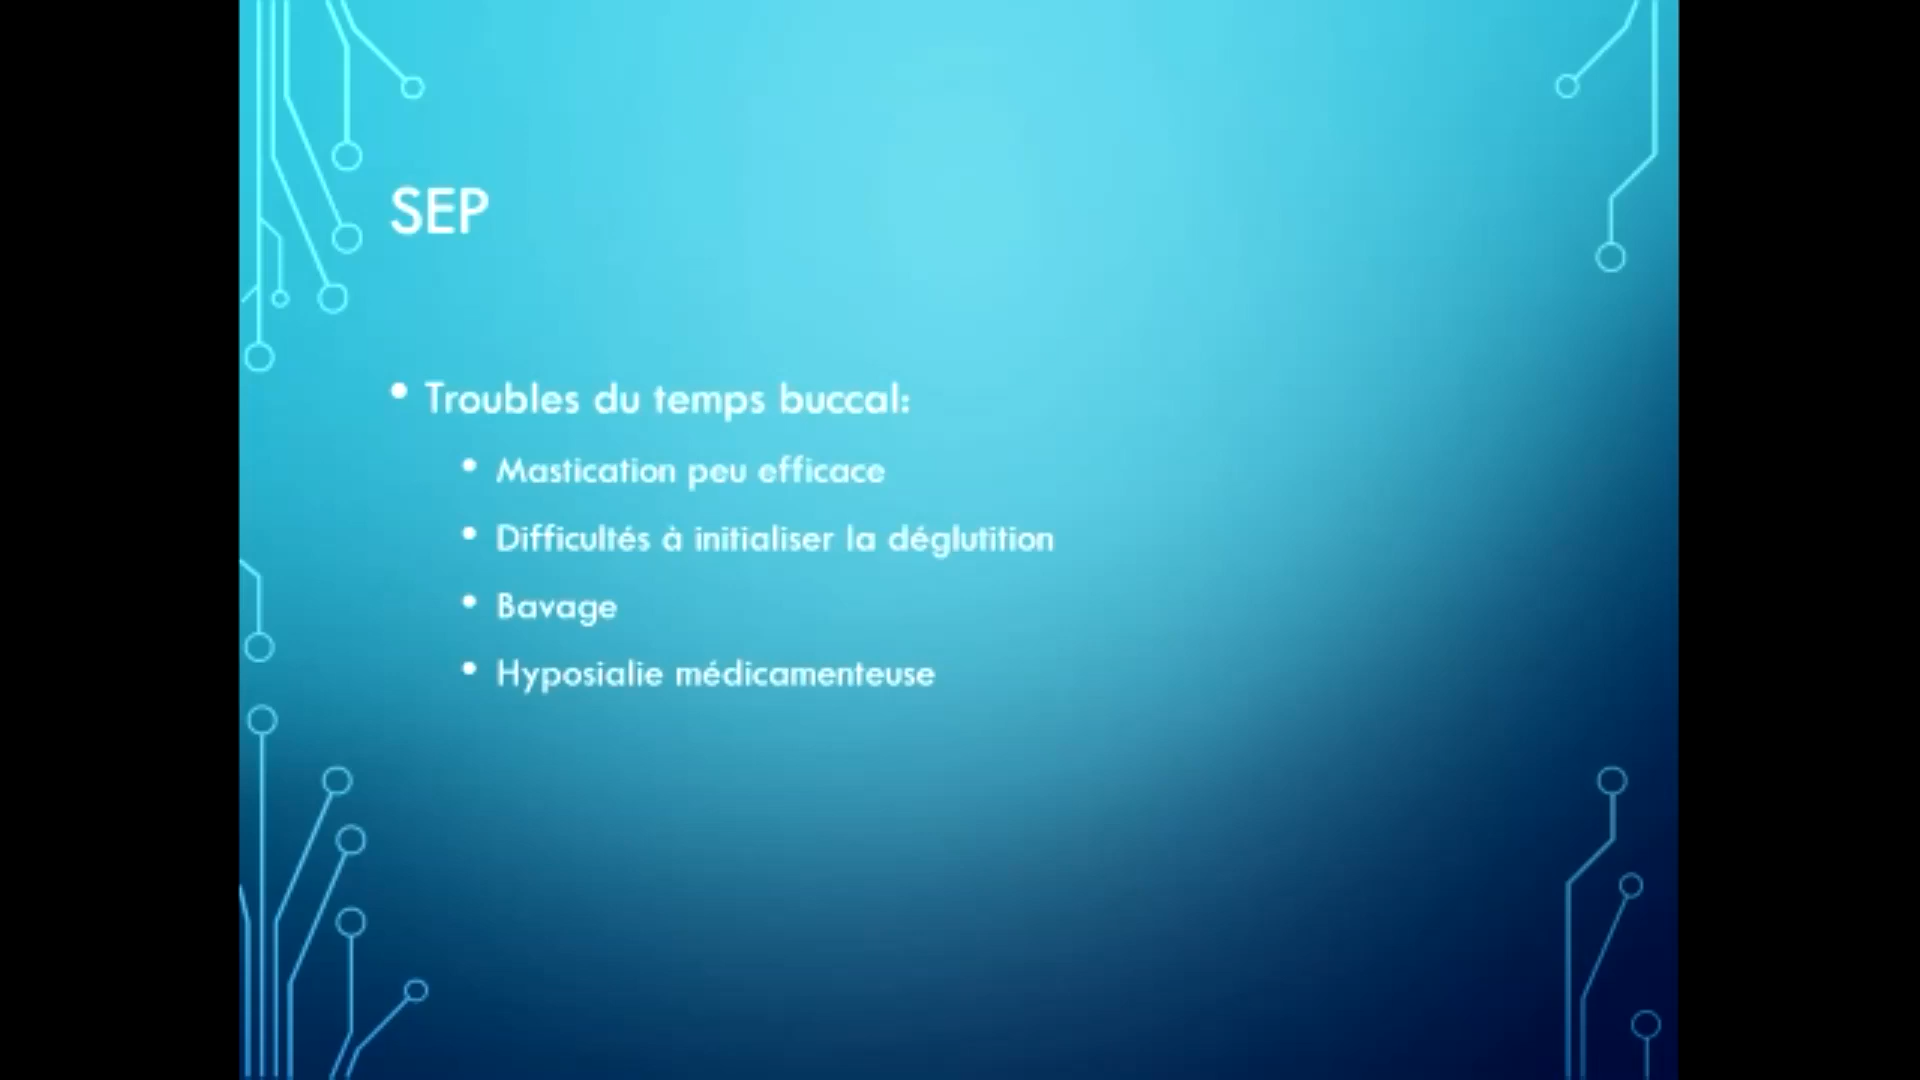 SEP
• Troubles du temps buccal:
• Mastication peu efficace
• Difficultés à initialiser la déglutition
• Bavage
• Hyposialie médicamenteuse